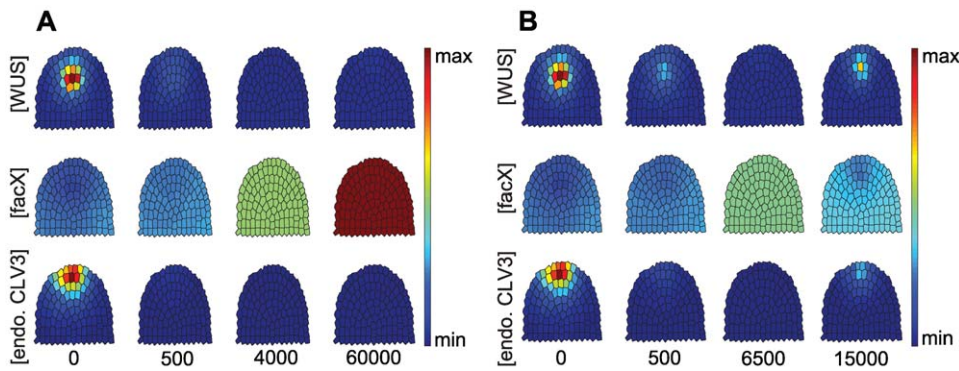 A
[WUS]
[facX]
[endo. CLV3]
0 500 4000 60000
max
min
B
[WUS]
[facX]
[endo. CLV3]
0 500 6500 15000
max
min